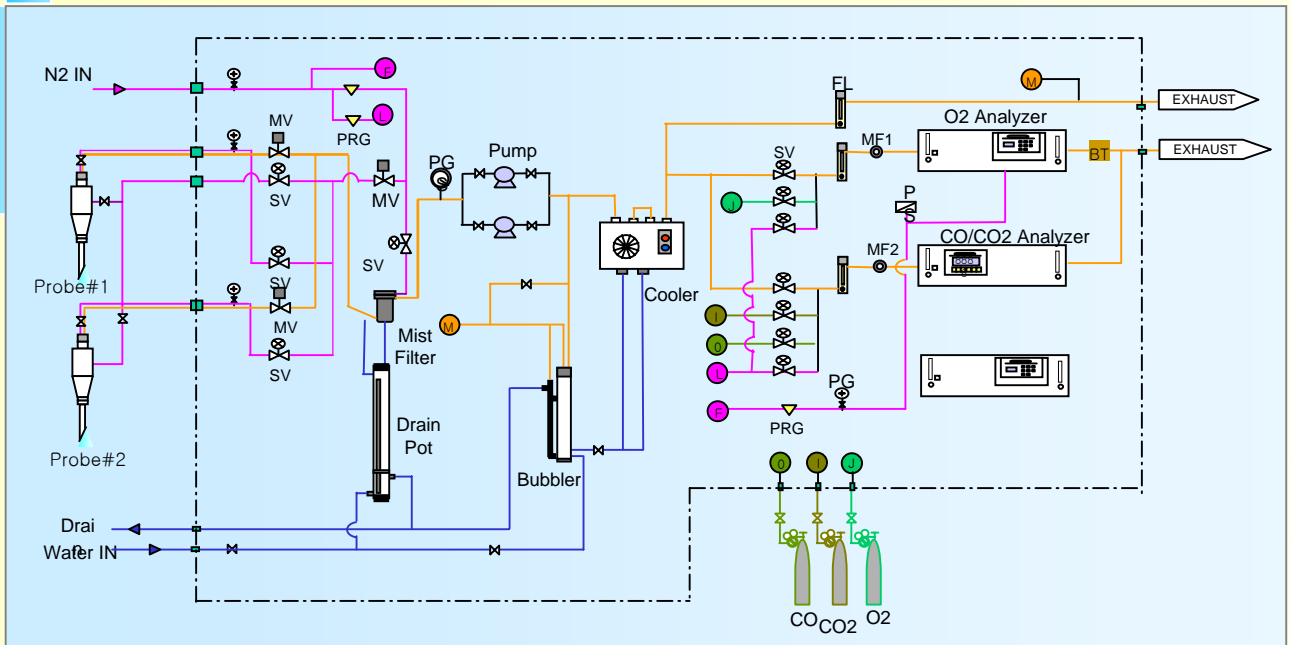 N2 IN
F
L
PRG
MV
SV
MV
PG
Pump
FL
M
EXHAUST
O2 Analyzer
MF1
BT
EXHAUST
SV
J
P
S
CO/CO2 Analyzer
MF2
Probe#1
SV
MV
SV
SV
Cooler
Mist
Filter
M
I
0
L
F
PG
PRG
Probe#2
Drain
Pot
Bubbler
Drai
n
Water IN
0
I
J
CO
CO2
O2